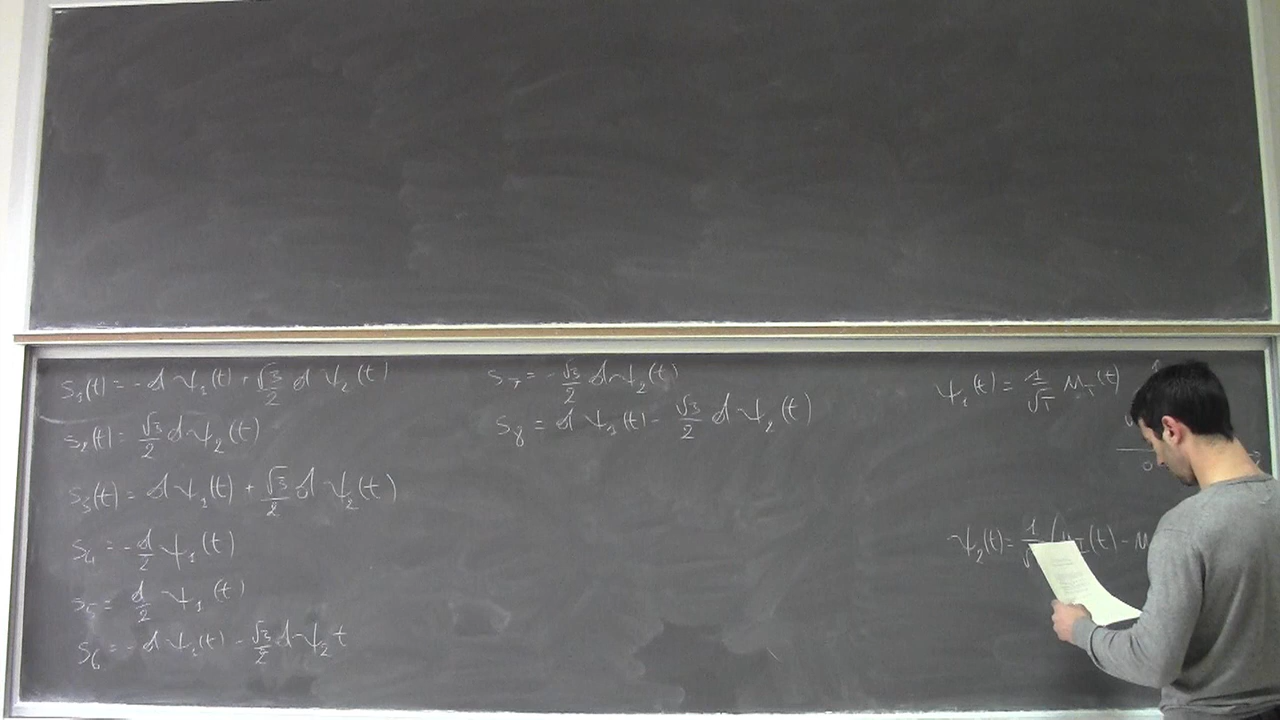 s₁(t) = - d ψ₁(t) + √3/2 d ψ₂(t)
s₂(t) = √3/2 d ψ₂(t)
s₃(t) = d ψ₁(t) + √3/2 d ψ₂(t)
s₄ = - d/2 ψ₁(t)
s₅ = d/2 ψ₁(t)
s₆ = - d ψ₁(t) - √3/2 d ψ₂ t
s₇ = - √3/2 d ψ₂(t)
s₈ = d ψ₁(t) - √3/2 d ψ₂(t)
ψ₁(t) = 1/√T u_T(t)
0
ψ₂(t) = 1/√ (t) - u